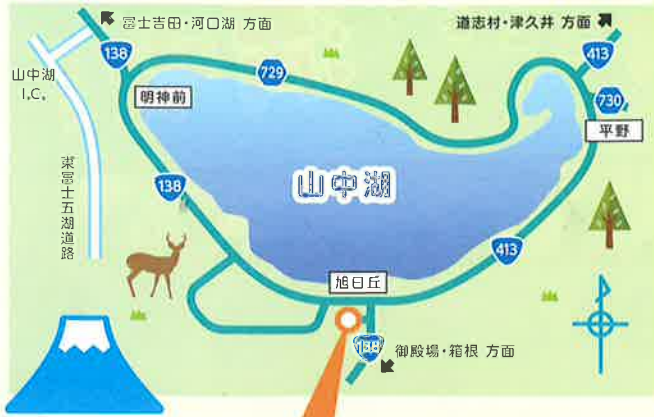 富士吉田・河口湖 方面
道志村・津久井 方面
138
413
山中湖
I.C.
729
730
明神前
平野
東富士五湖道路
138
山中湖
413
旭日丘
138
御殿場・箱根 方面